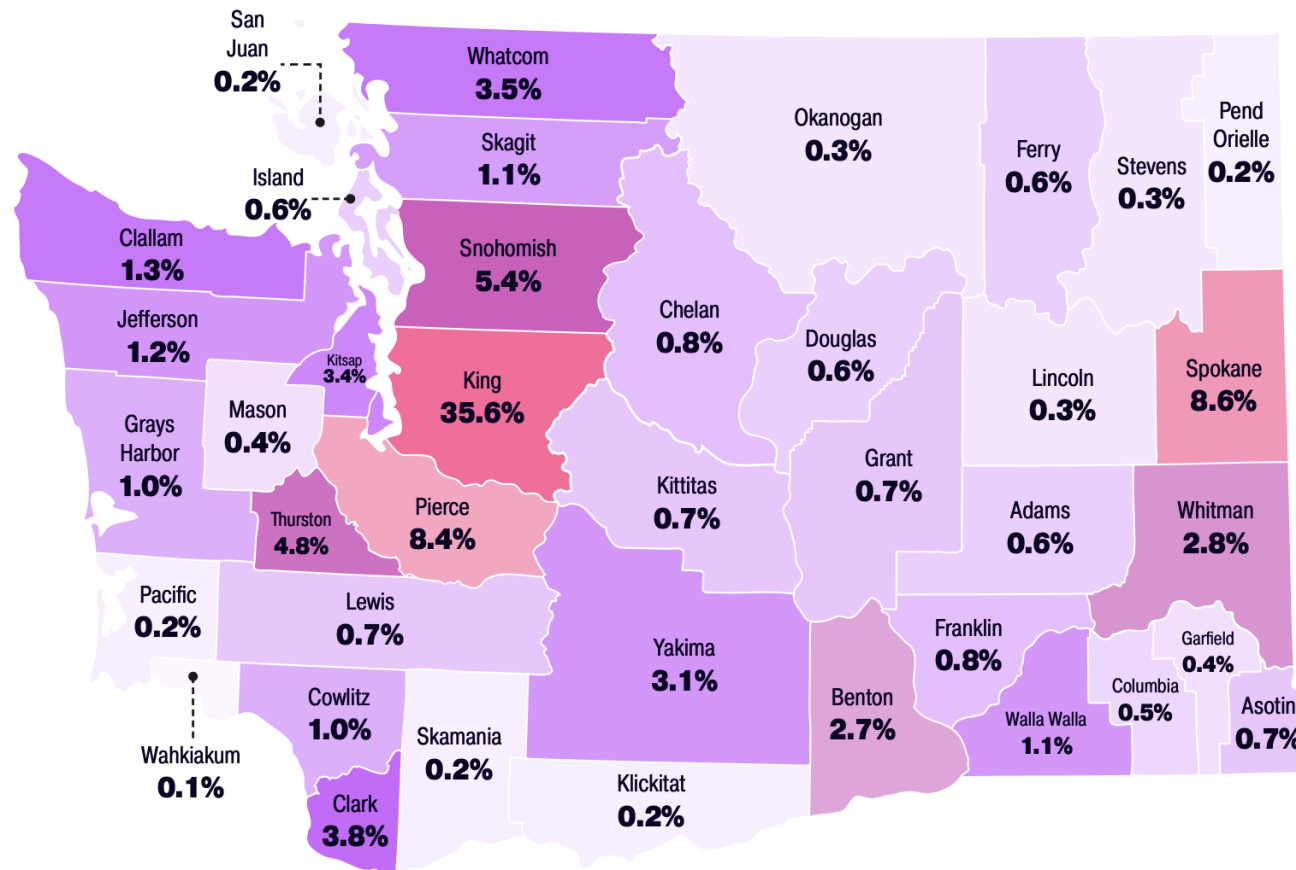 San
Juan
0.2%
Whatcom
3.5%
Okanogan
0.3%
Ferry
0.6%
Stevens
0.3%
Pend
Orielle
0.2%
Skagit
1.1%
Island
0.6%
Clallam
1.3%
Snohomish
5.4%
Chelan
0.8%
Jefferson
1.2%
Douglas
0.6%
Kitsap
3.4%
King
35.6%
Lincoln
0.3%
Spokane
8.6%
Mason
0.4%
Grays
Harbor
1.0%
Grant
0.7%
Kittitas
0.7%
Pierce
8.4%
Thurston
4.8%
Adams
0.6%
Whitman
2.8%
Pacific
0.2%
Lewis
0.7%
Yakima
3.1%
Franklin
0.8%
Garfield
0.4%
Columbia
0.5%
Asotin
0.7%
Benton
2.7%
Walla Walla
1.1%
Cowlitz
1.0%
Skamania
0.2%
Wahkiakum
0.1%
Klickitat
0.2%
Clark
3.8%